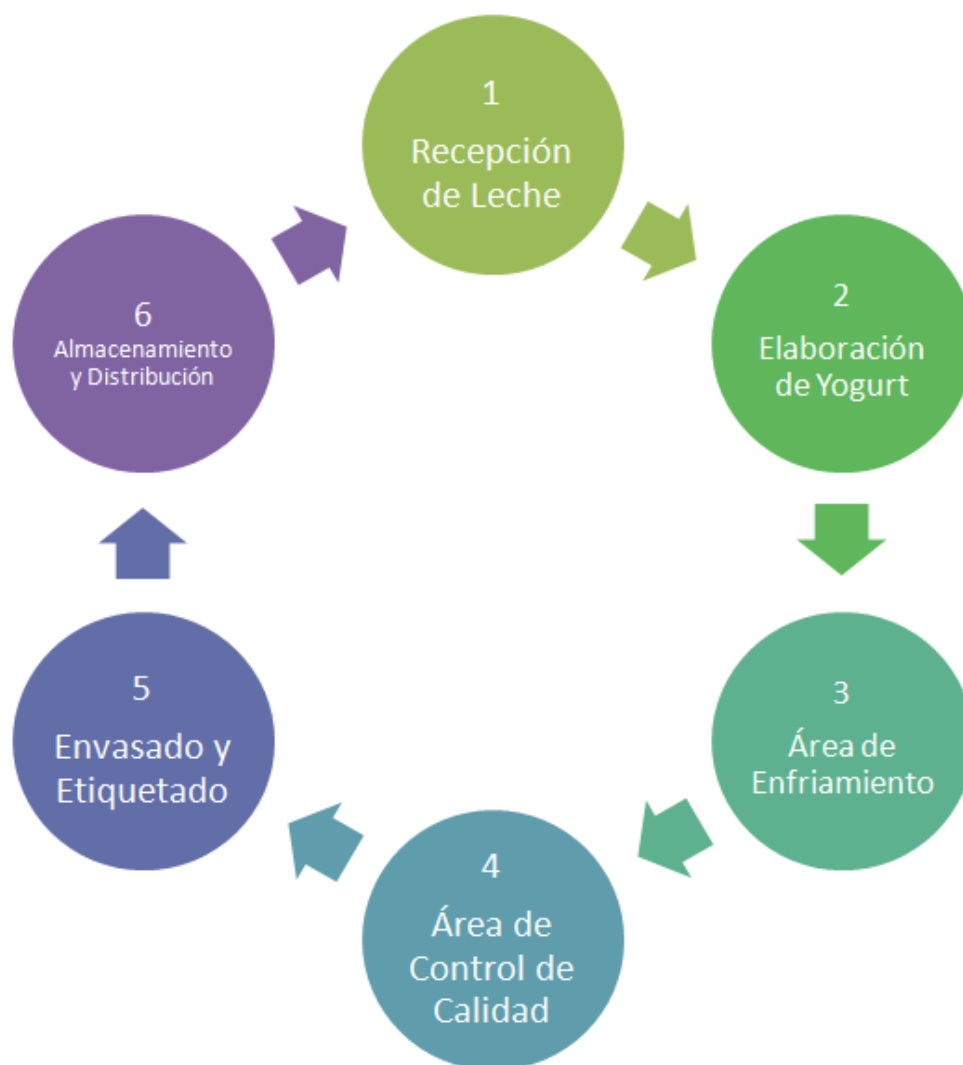 1
Recepción
de Leche
2
Elaboración
de Yogurt
3
Área de
Enfriamiento
4
Área de
Control de
Calidad
5
Envasado y
Etiquetado
6
Almacenamiento
y Distribución